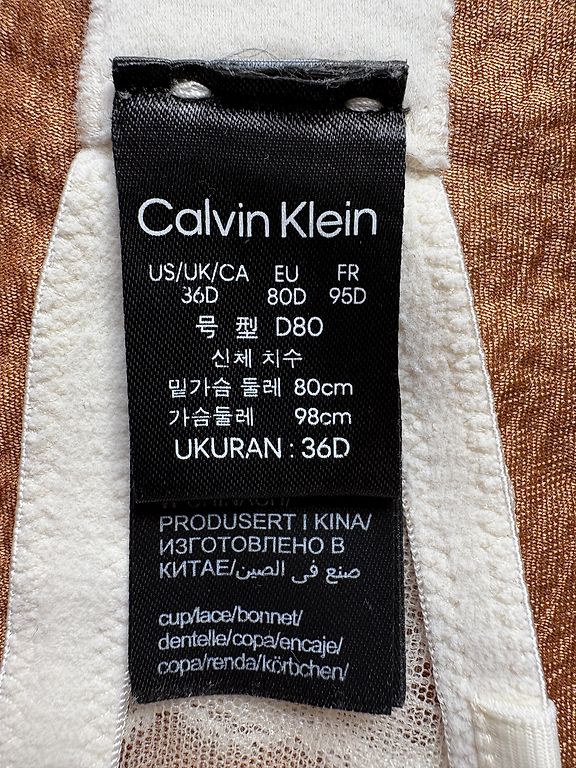 Calvin Klein
US/UK/CA EU FR
36D 80D 95D
号 型 D80
신체 치수
밑가슴 둘레 80cm
가슴둘레 98cm
UKURAN : 36D
PRODUSERT I KINA/
ИЗГОТОВЛЕНО В
КИТАЕ/صنع في الصين
cup/lace/bonnet/
dentelle/copa/encaje/
copa/renda/körbchen/